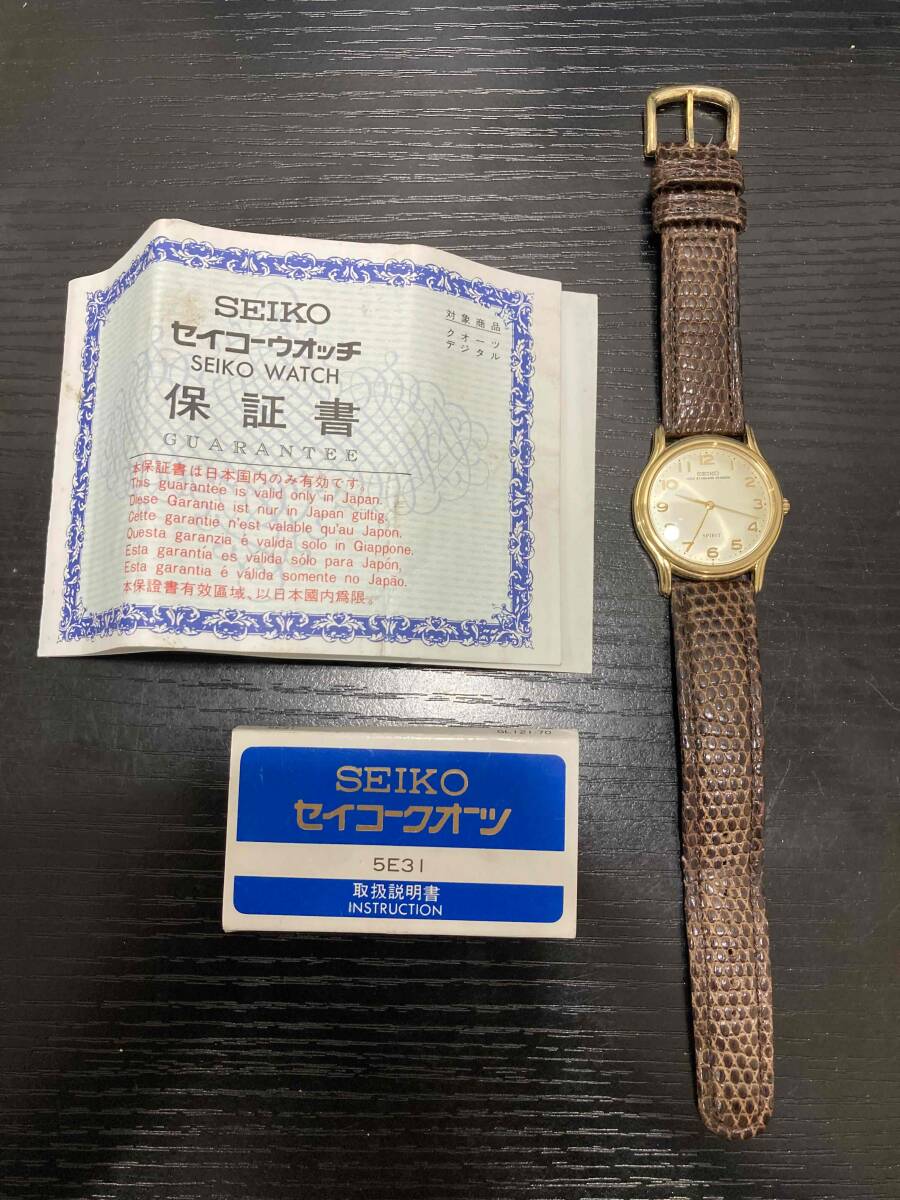 SEIKO
セイコーウオッチ
SEIKO WATCH
保証書
GUARANTEE
対象商品
クオーツ
デジタル
本保証書は日本国内のみ有効です。
This guarantee is valid only in Japan.
Diese Garantie ist nur in Japan gültig.
Cette garantie n'est valable qu'au Japon.
Questa garanzia é valida solo in Giappone.
Esta garantía es válida sólo para Japón,
Esta garantia é válida somente no Japão.
本保證書有效區域、以日本國内爲限。
GL121-70
SEIKO
セイコークオーツ
5E31
取扱説明書
INSTRUCTION
SEIKO
SPIRIT